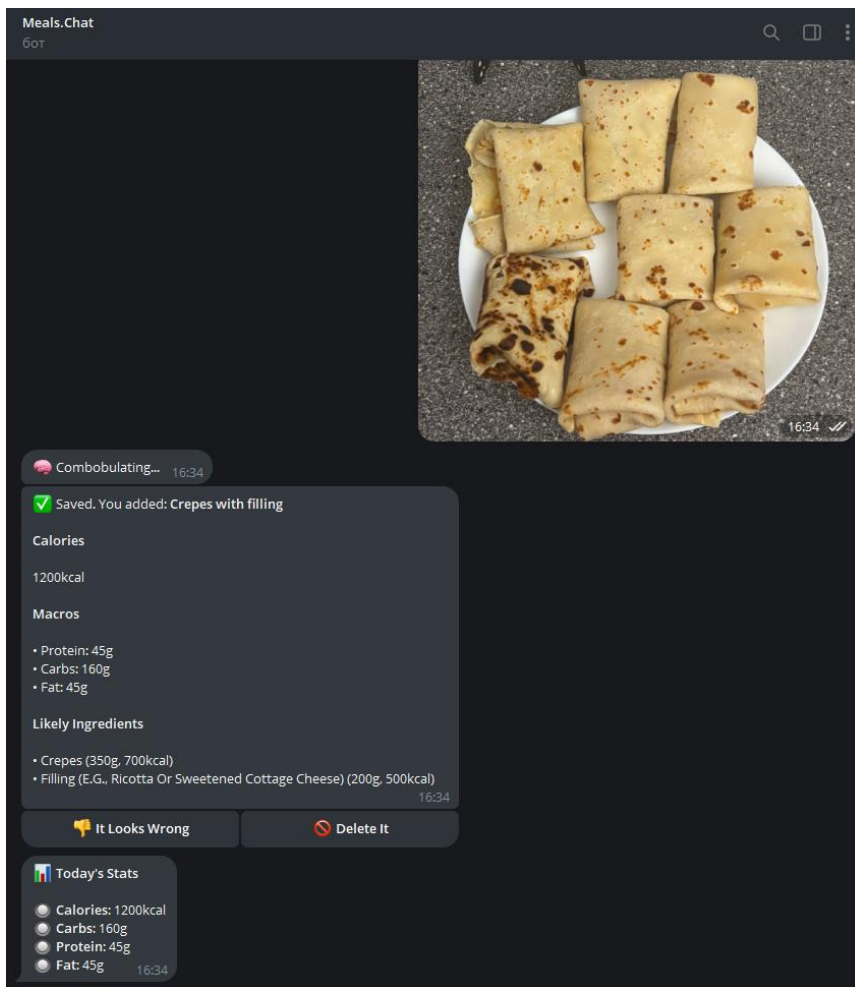 Meals.Chat
бот
16:34
🧠 Combobulating... 16:34
✅ Saved. You added: Crepes with filling
Calories
1200kcal
Macros
• Protein: 45g
• Carbs: 160g
• Fat: 45g
Likely Ingredients
• Crepes (350g, 700kcal)
• Filling (E.G., Ricotta Or Sweetened Cottage Cheese) (200g, 500kcal)
16:34
👎 It Looks Wrong
🚫 Delete It
📊 Today's Stats
Calories: 1200kcal
Carbs: 160g
Protein: 45g
Fat: 45g 16:34